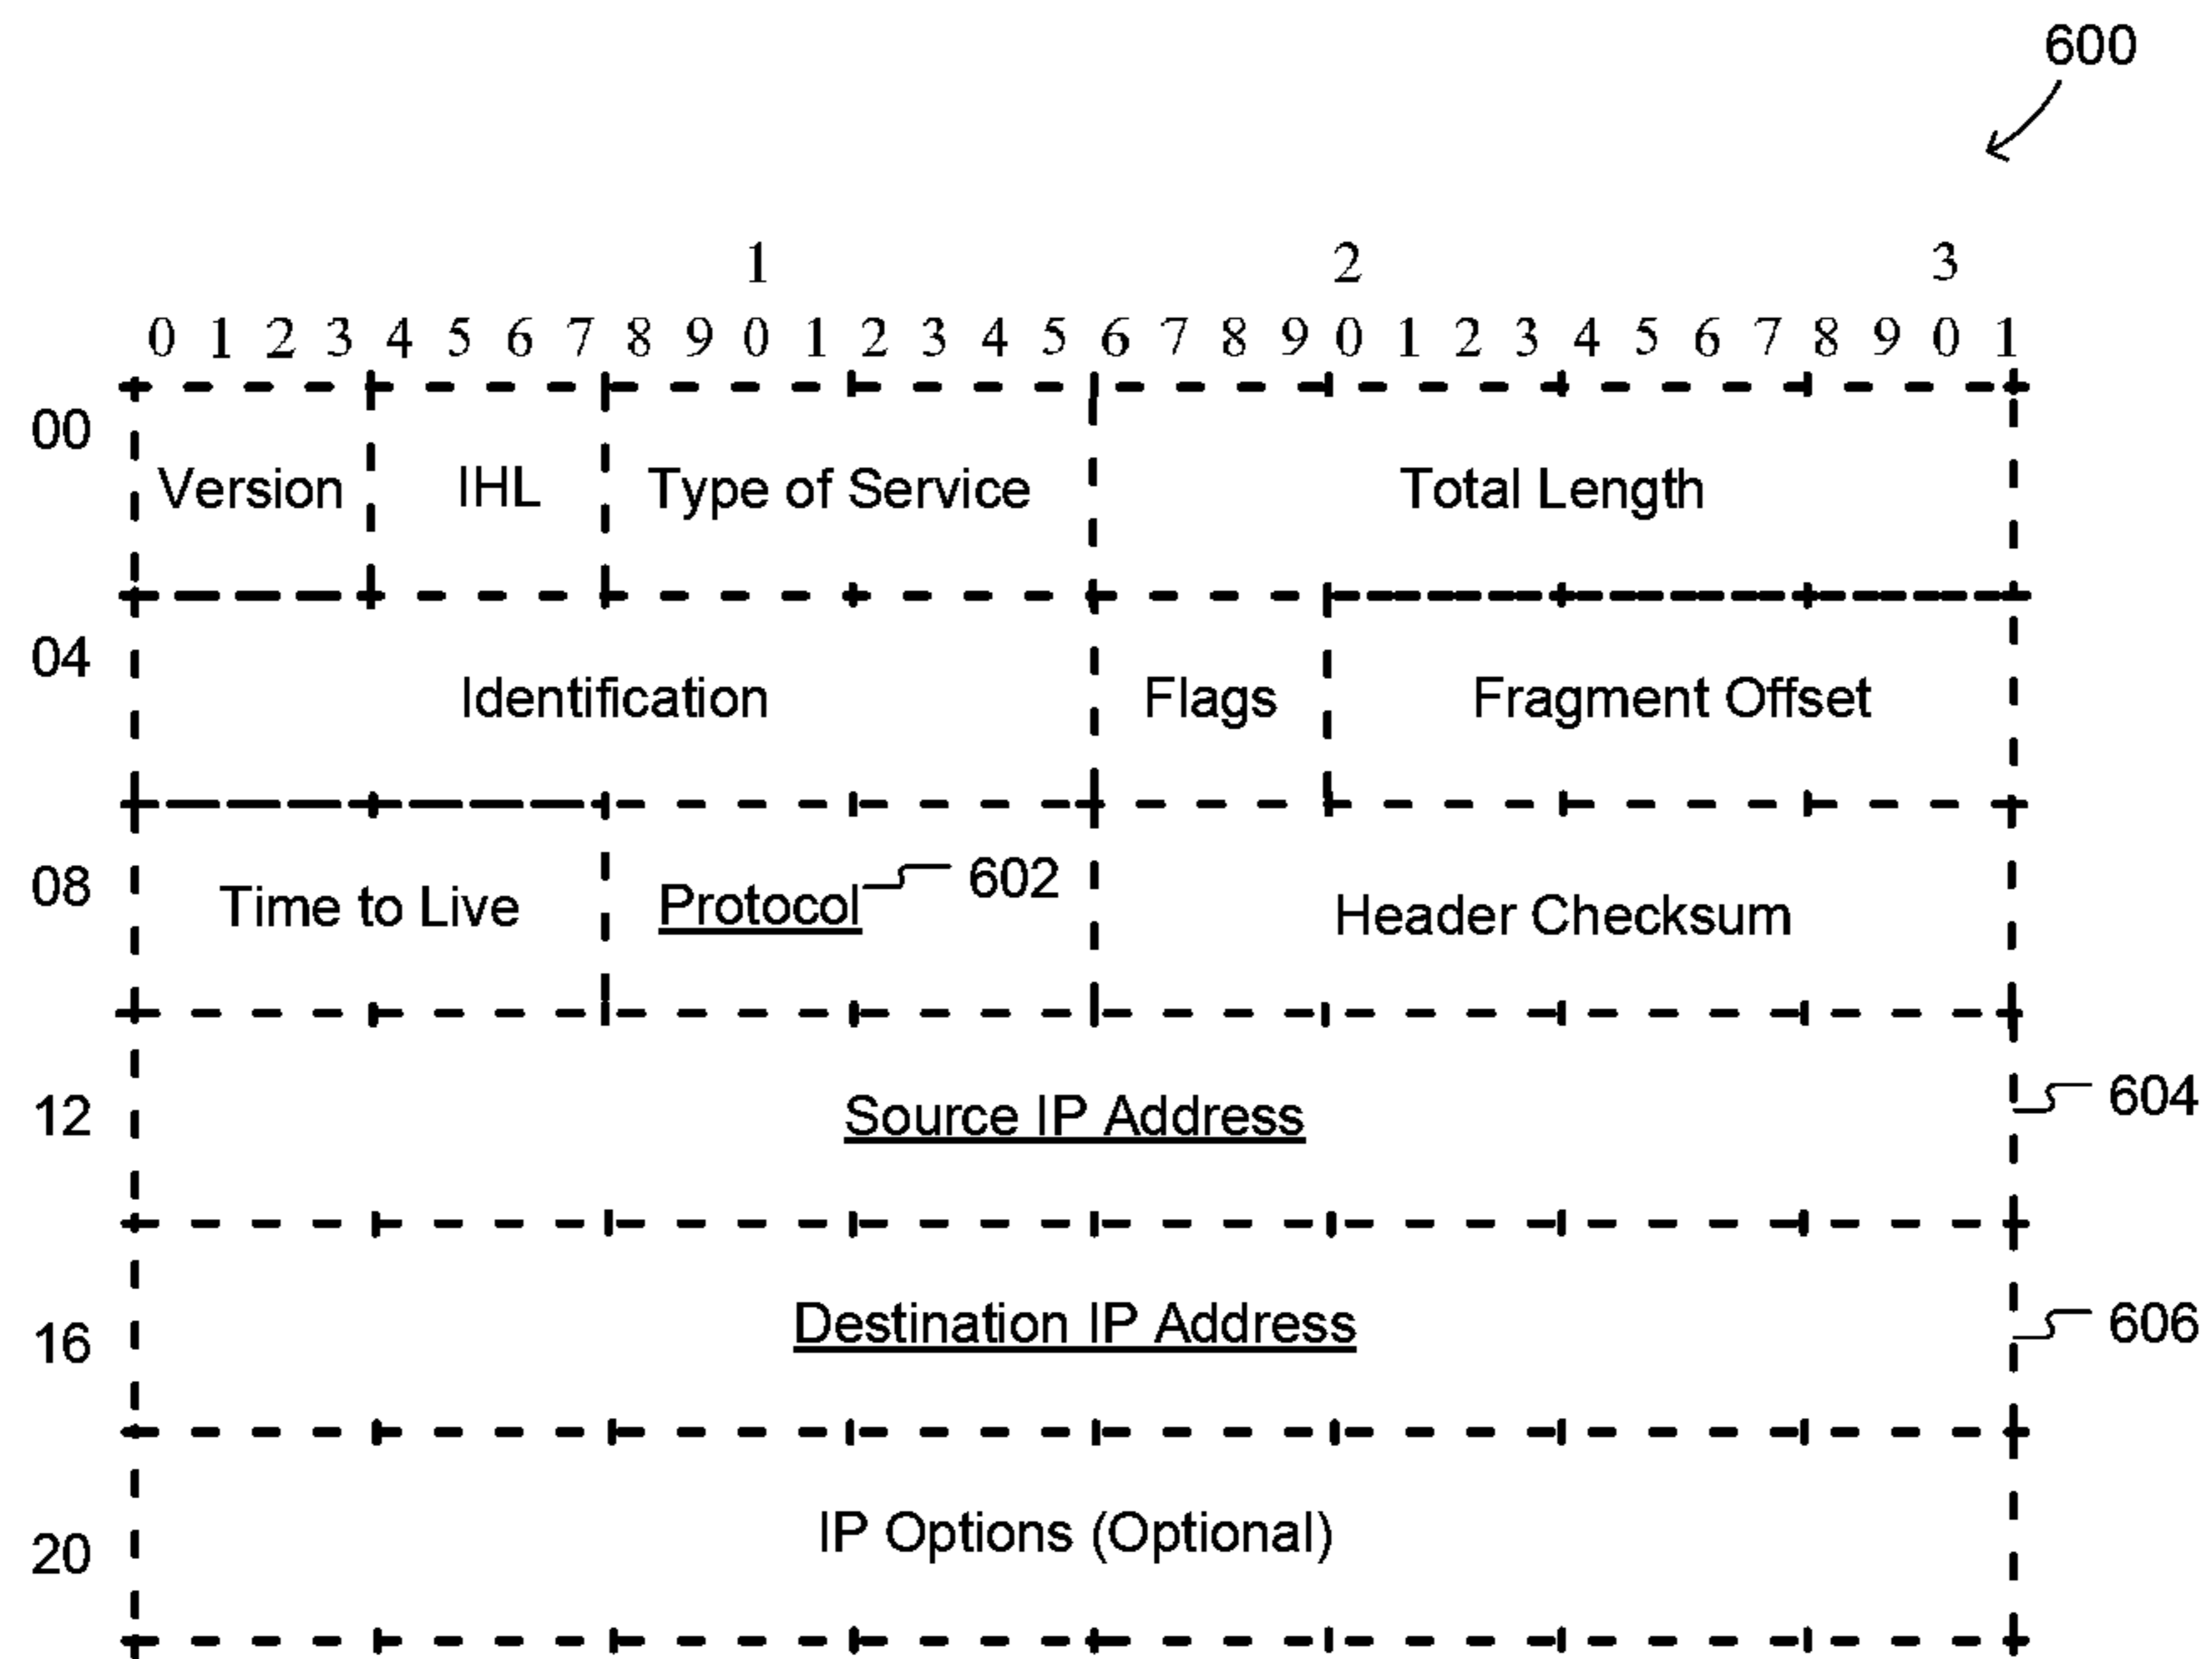 600
1 2 3
0 1 2 3 4 5 6 7 8 9 0 1 2 3 4 5 6 7 8 9 0 1 2 3 4 5 6 7 8 9 0 1
00
Version IHL Type of Service Total Length
04
Identification Flags Fragment Offset
08
Time to Live Protocol 602 Header Checksum
12
Source IP Address 604
16
Destination IP Address 606
20
IP Options (Optional)